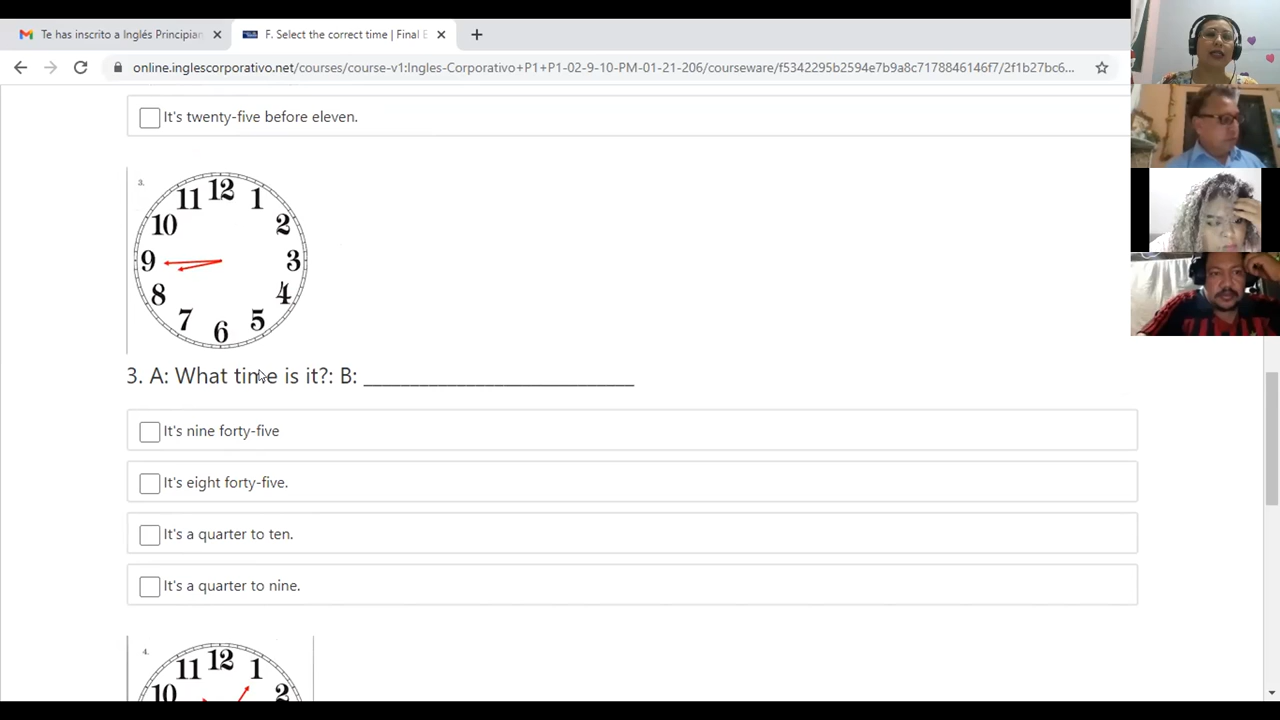 Te has inscrito a Inglés Principian
F. Select the correct time | Final E
online.inglescorporativo.net/courses/course-v1:Ingles-Corporativo+P1+P1-02-9-10-PM-01-21-206/courseware/f5342295b2594e7b9a8c7178846146f7/2f1b27bc6...
It's twenty-five before eleven.
3.
12
11 1
10 2
9 3
8 4
7 5
6
3. A: What time is it?: B: ______________________________
It's nine forty-five
It's eight forty-five.
It's a quarter to ten.
It's a quarter to nine.
4.
12
11 1
10 2